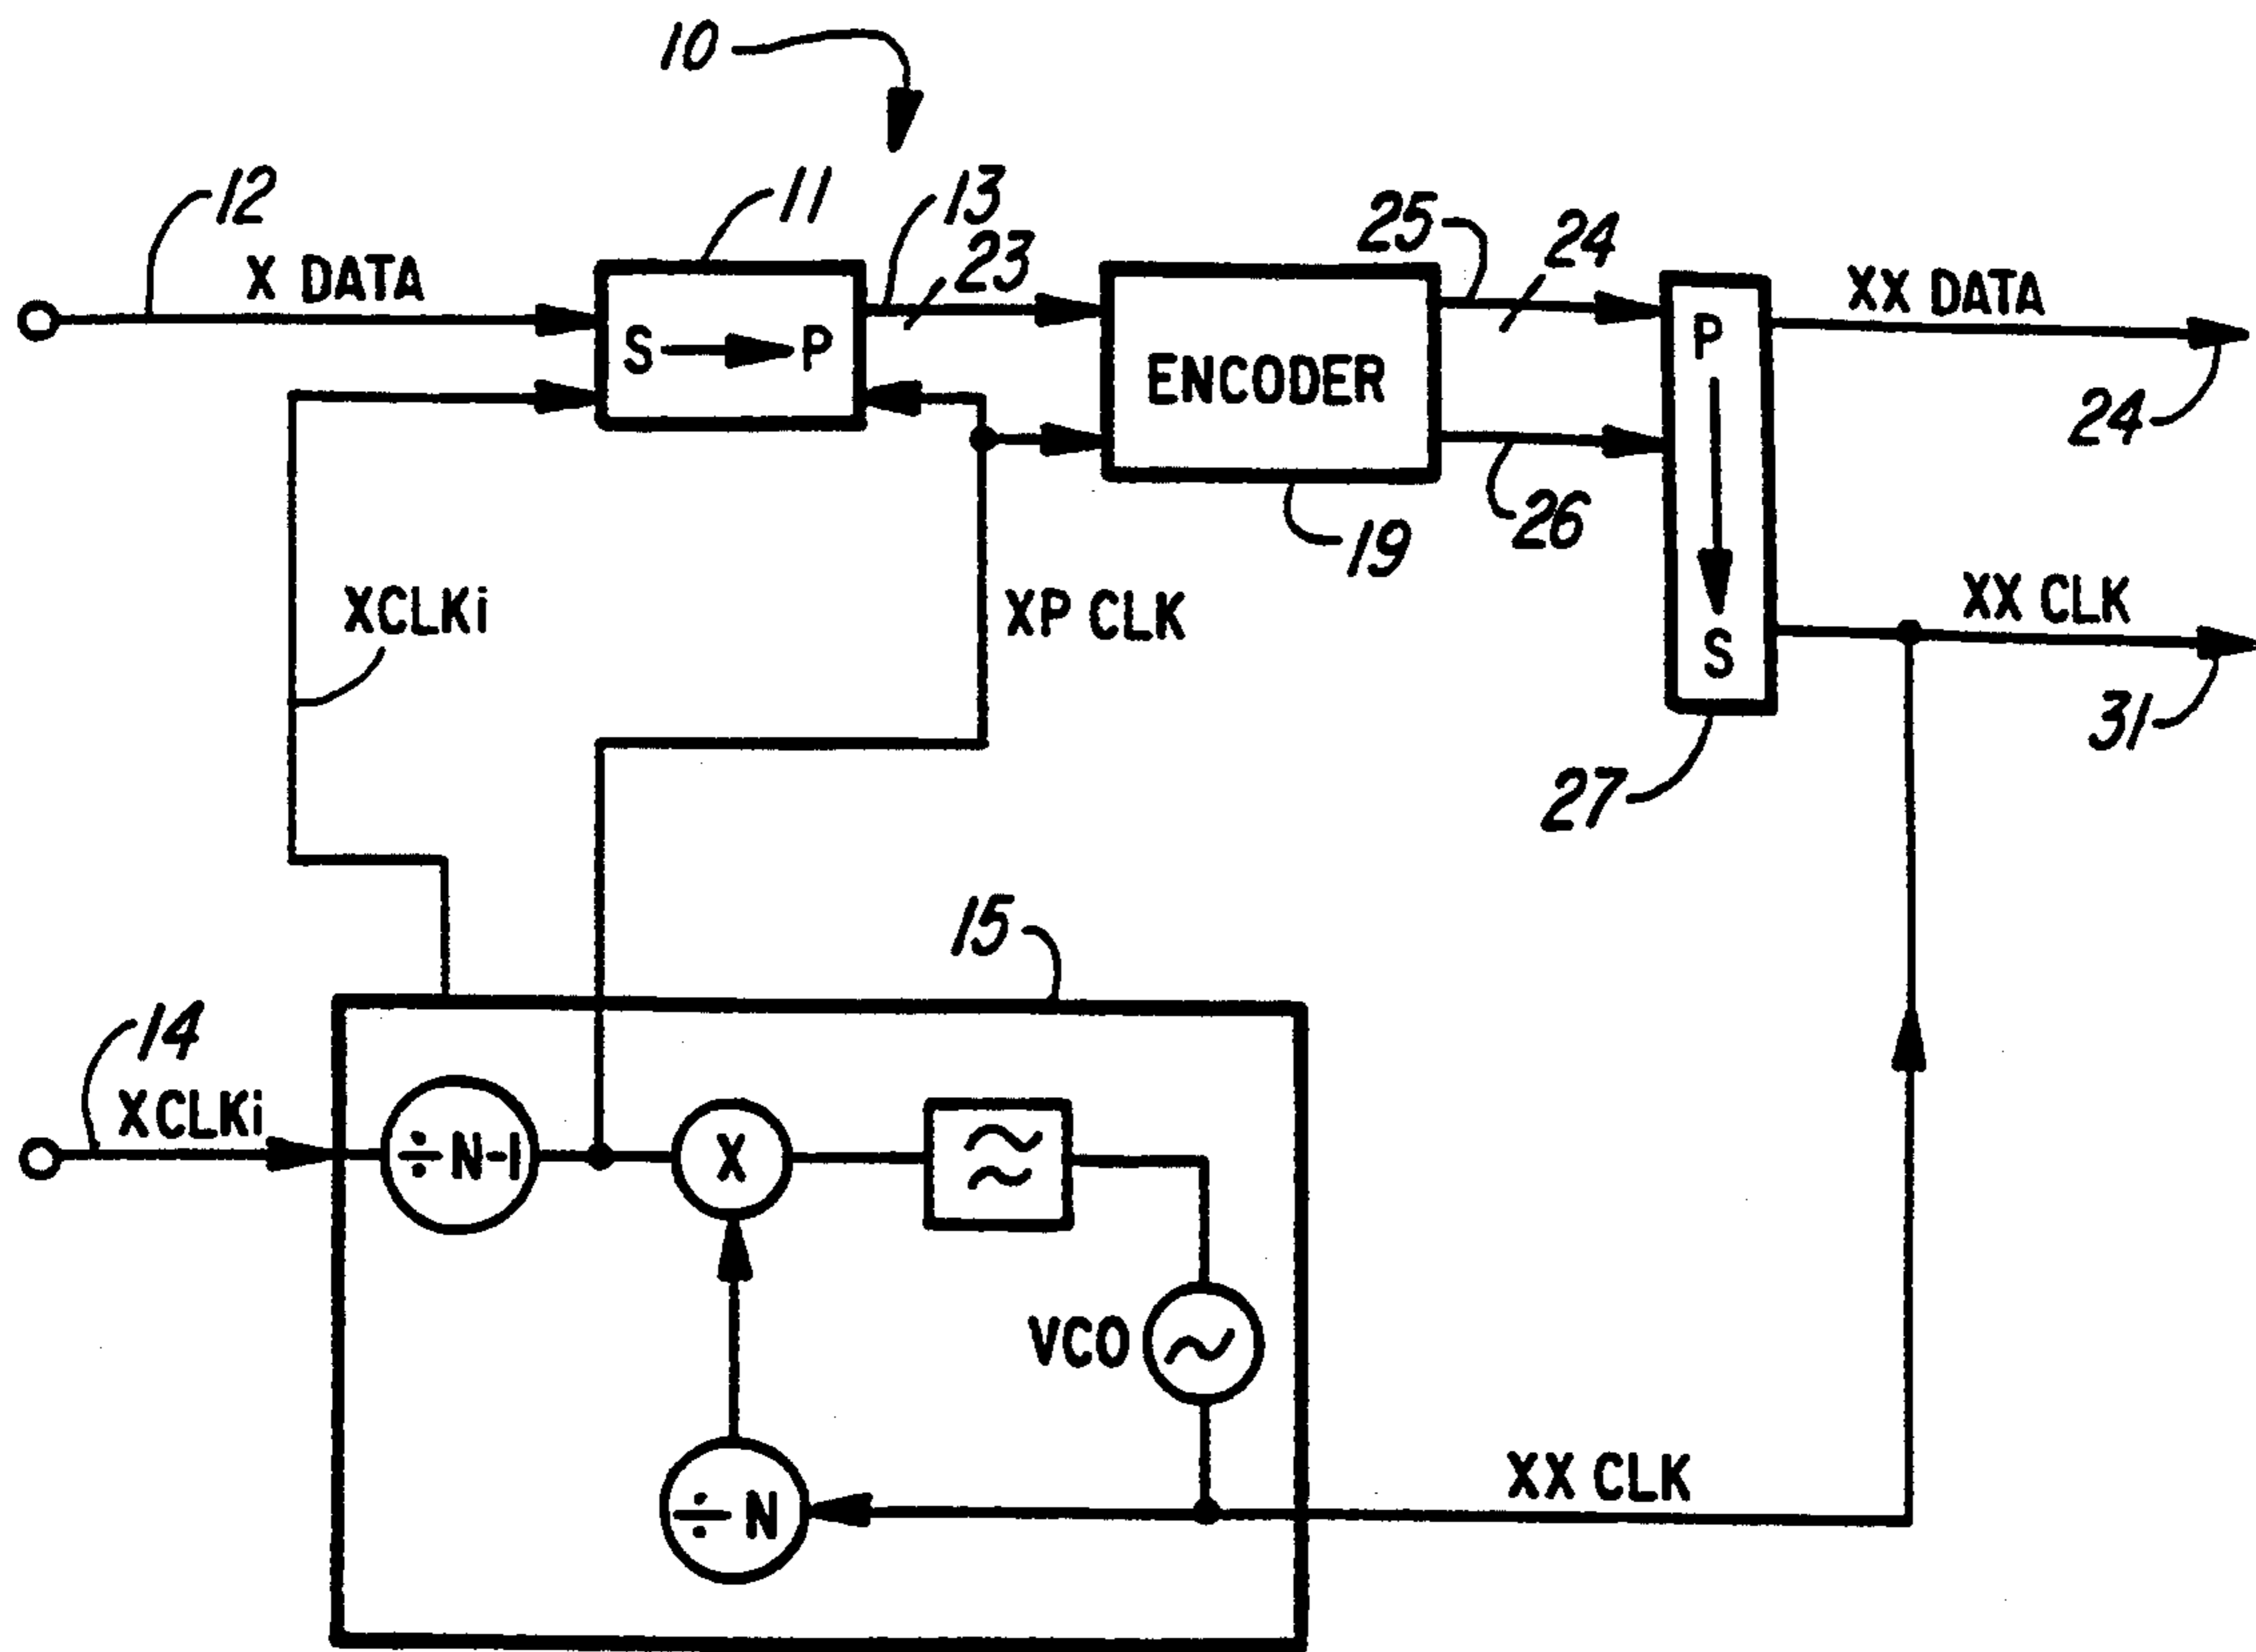 10
12
11
13
23
25
24
X DATA
XX DATA
S P
ENCODER
P
24
26
19
XCLKi
XP CLK
XX CLK
S
31
27
15
14
XCLKi
÷N-1
X
VCO
÷N
XX CLK